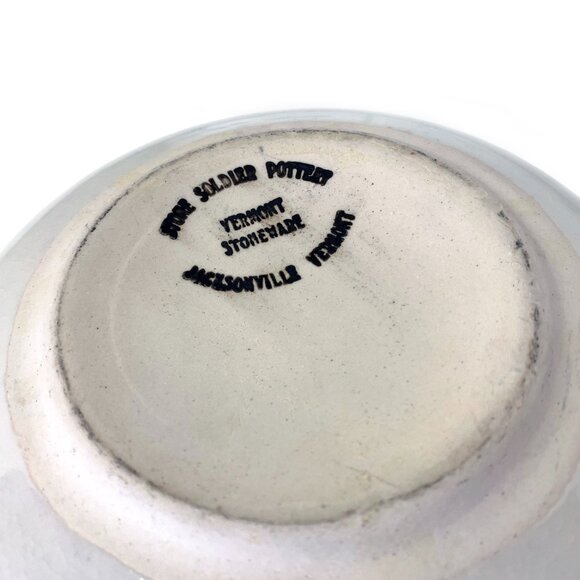 STONE SOLDIER POTTERY
VERMONT
STONEWARE
JACKSONVILLE VERMONT